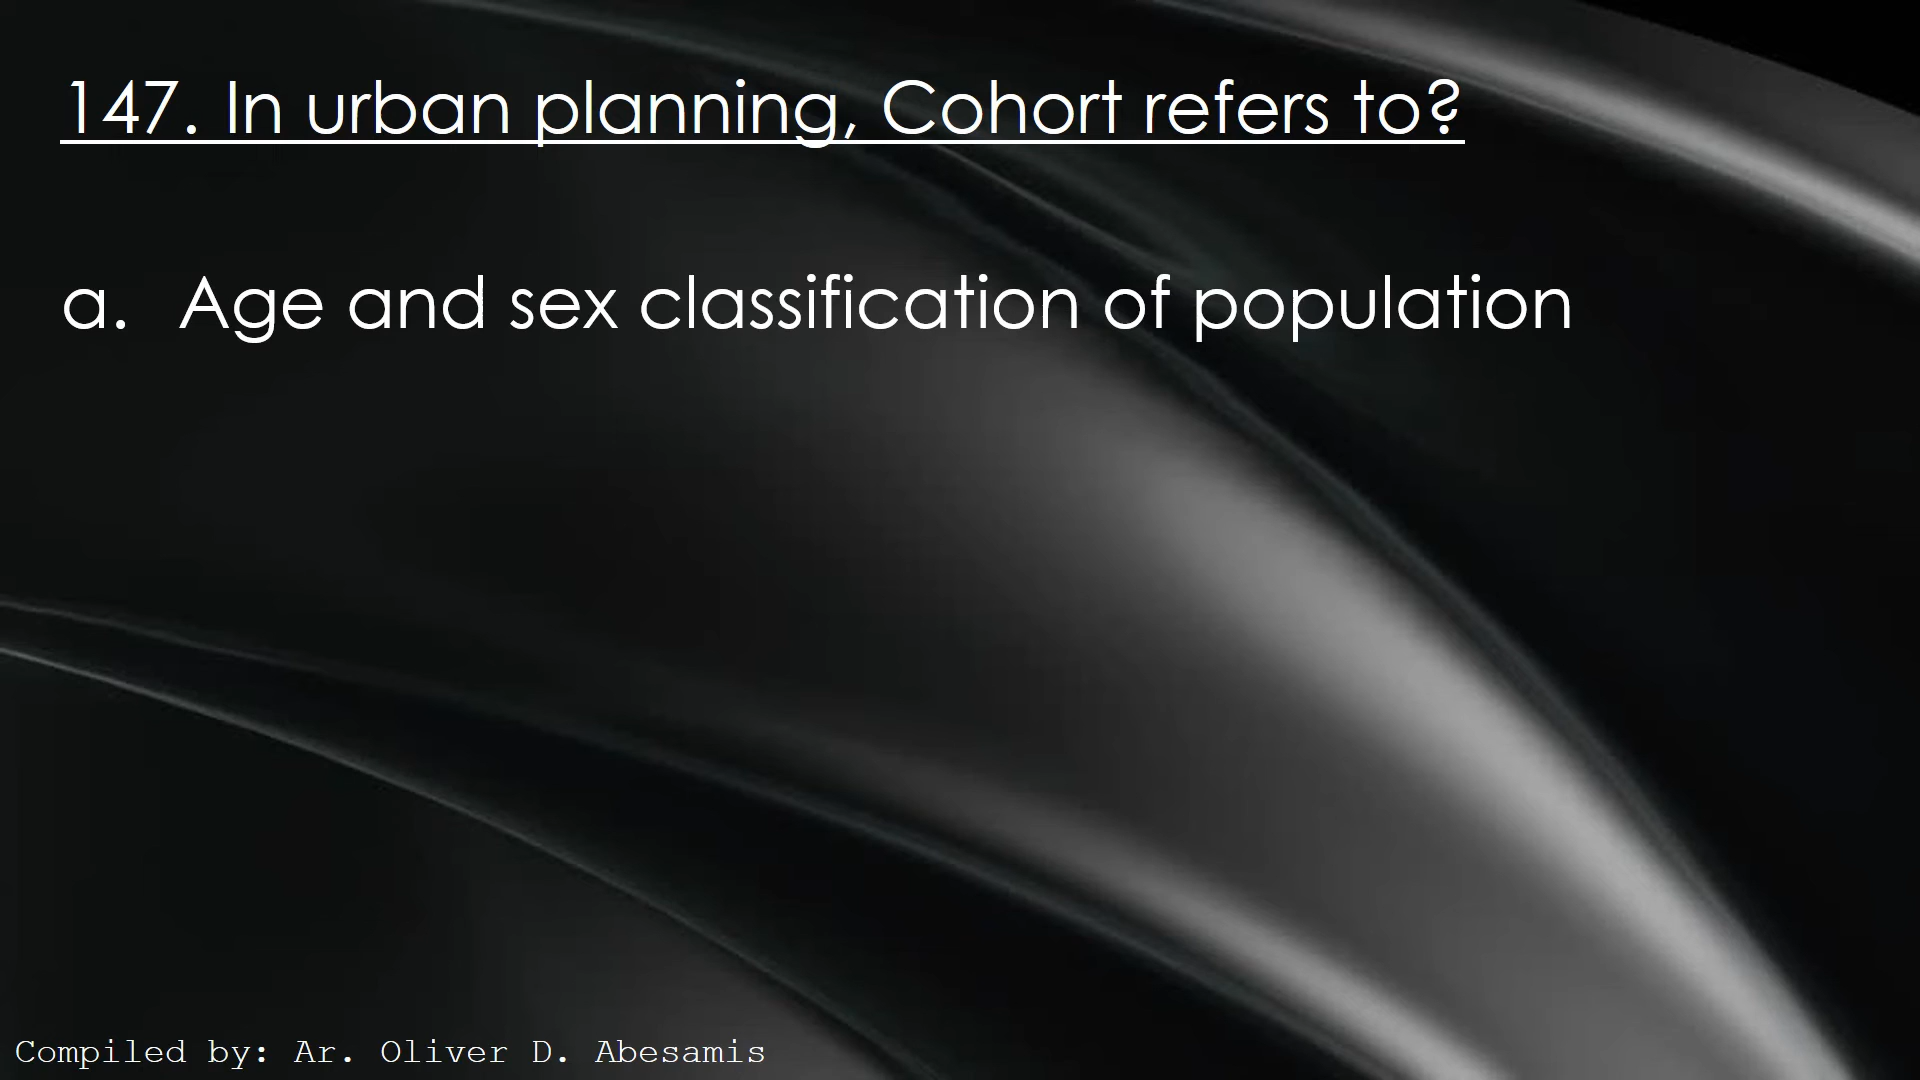 147. In urban planning, Cohort refers to?
a. Age and sex classification of population
Compiled by: Ar. Oliver D. Abesamis